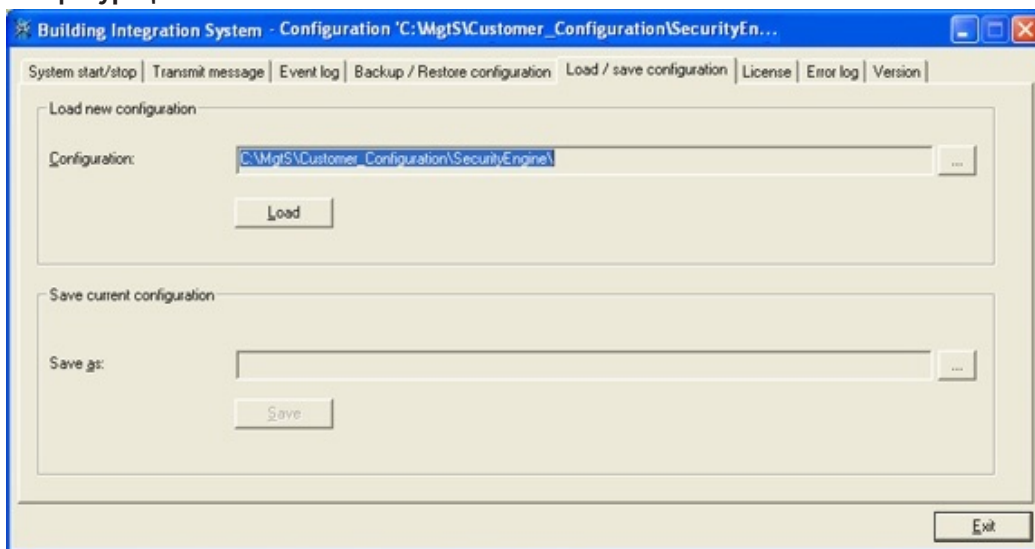 Building Integration System - Configuration 'C:\MgtS\Customer_Configuration\SecurityEn...
System start/stop Transmit message Event log Backup / Restore configuration Load / save configuration License Error log Version
Load new configuration
Configuration: C:\MgtS\Customer_Configuration\SecurityEngine\ ...
Load
Save current configuration
Save as: ...
Save
Exit